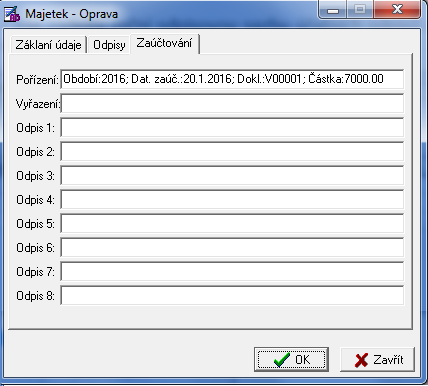 Majetek - Oprava
Základní údaje Odpisy Zaúčtování
Pořízení: Období:2016; Dat. zaúč.:20.1.2016; Dokl.:V00001; Částka:7000.00
Vyřazení:
Odpis 1:
Odpis 2:
Odpis 3:
Odpis 4:
Odpis 5:
Odpis 6:
Odpis 7:
Odpis 8:
OK Zavřít